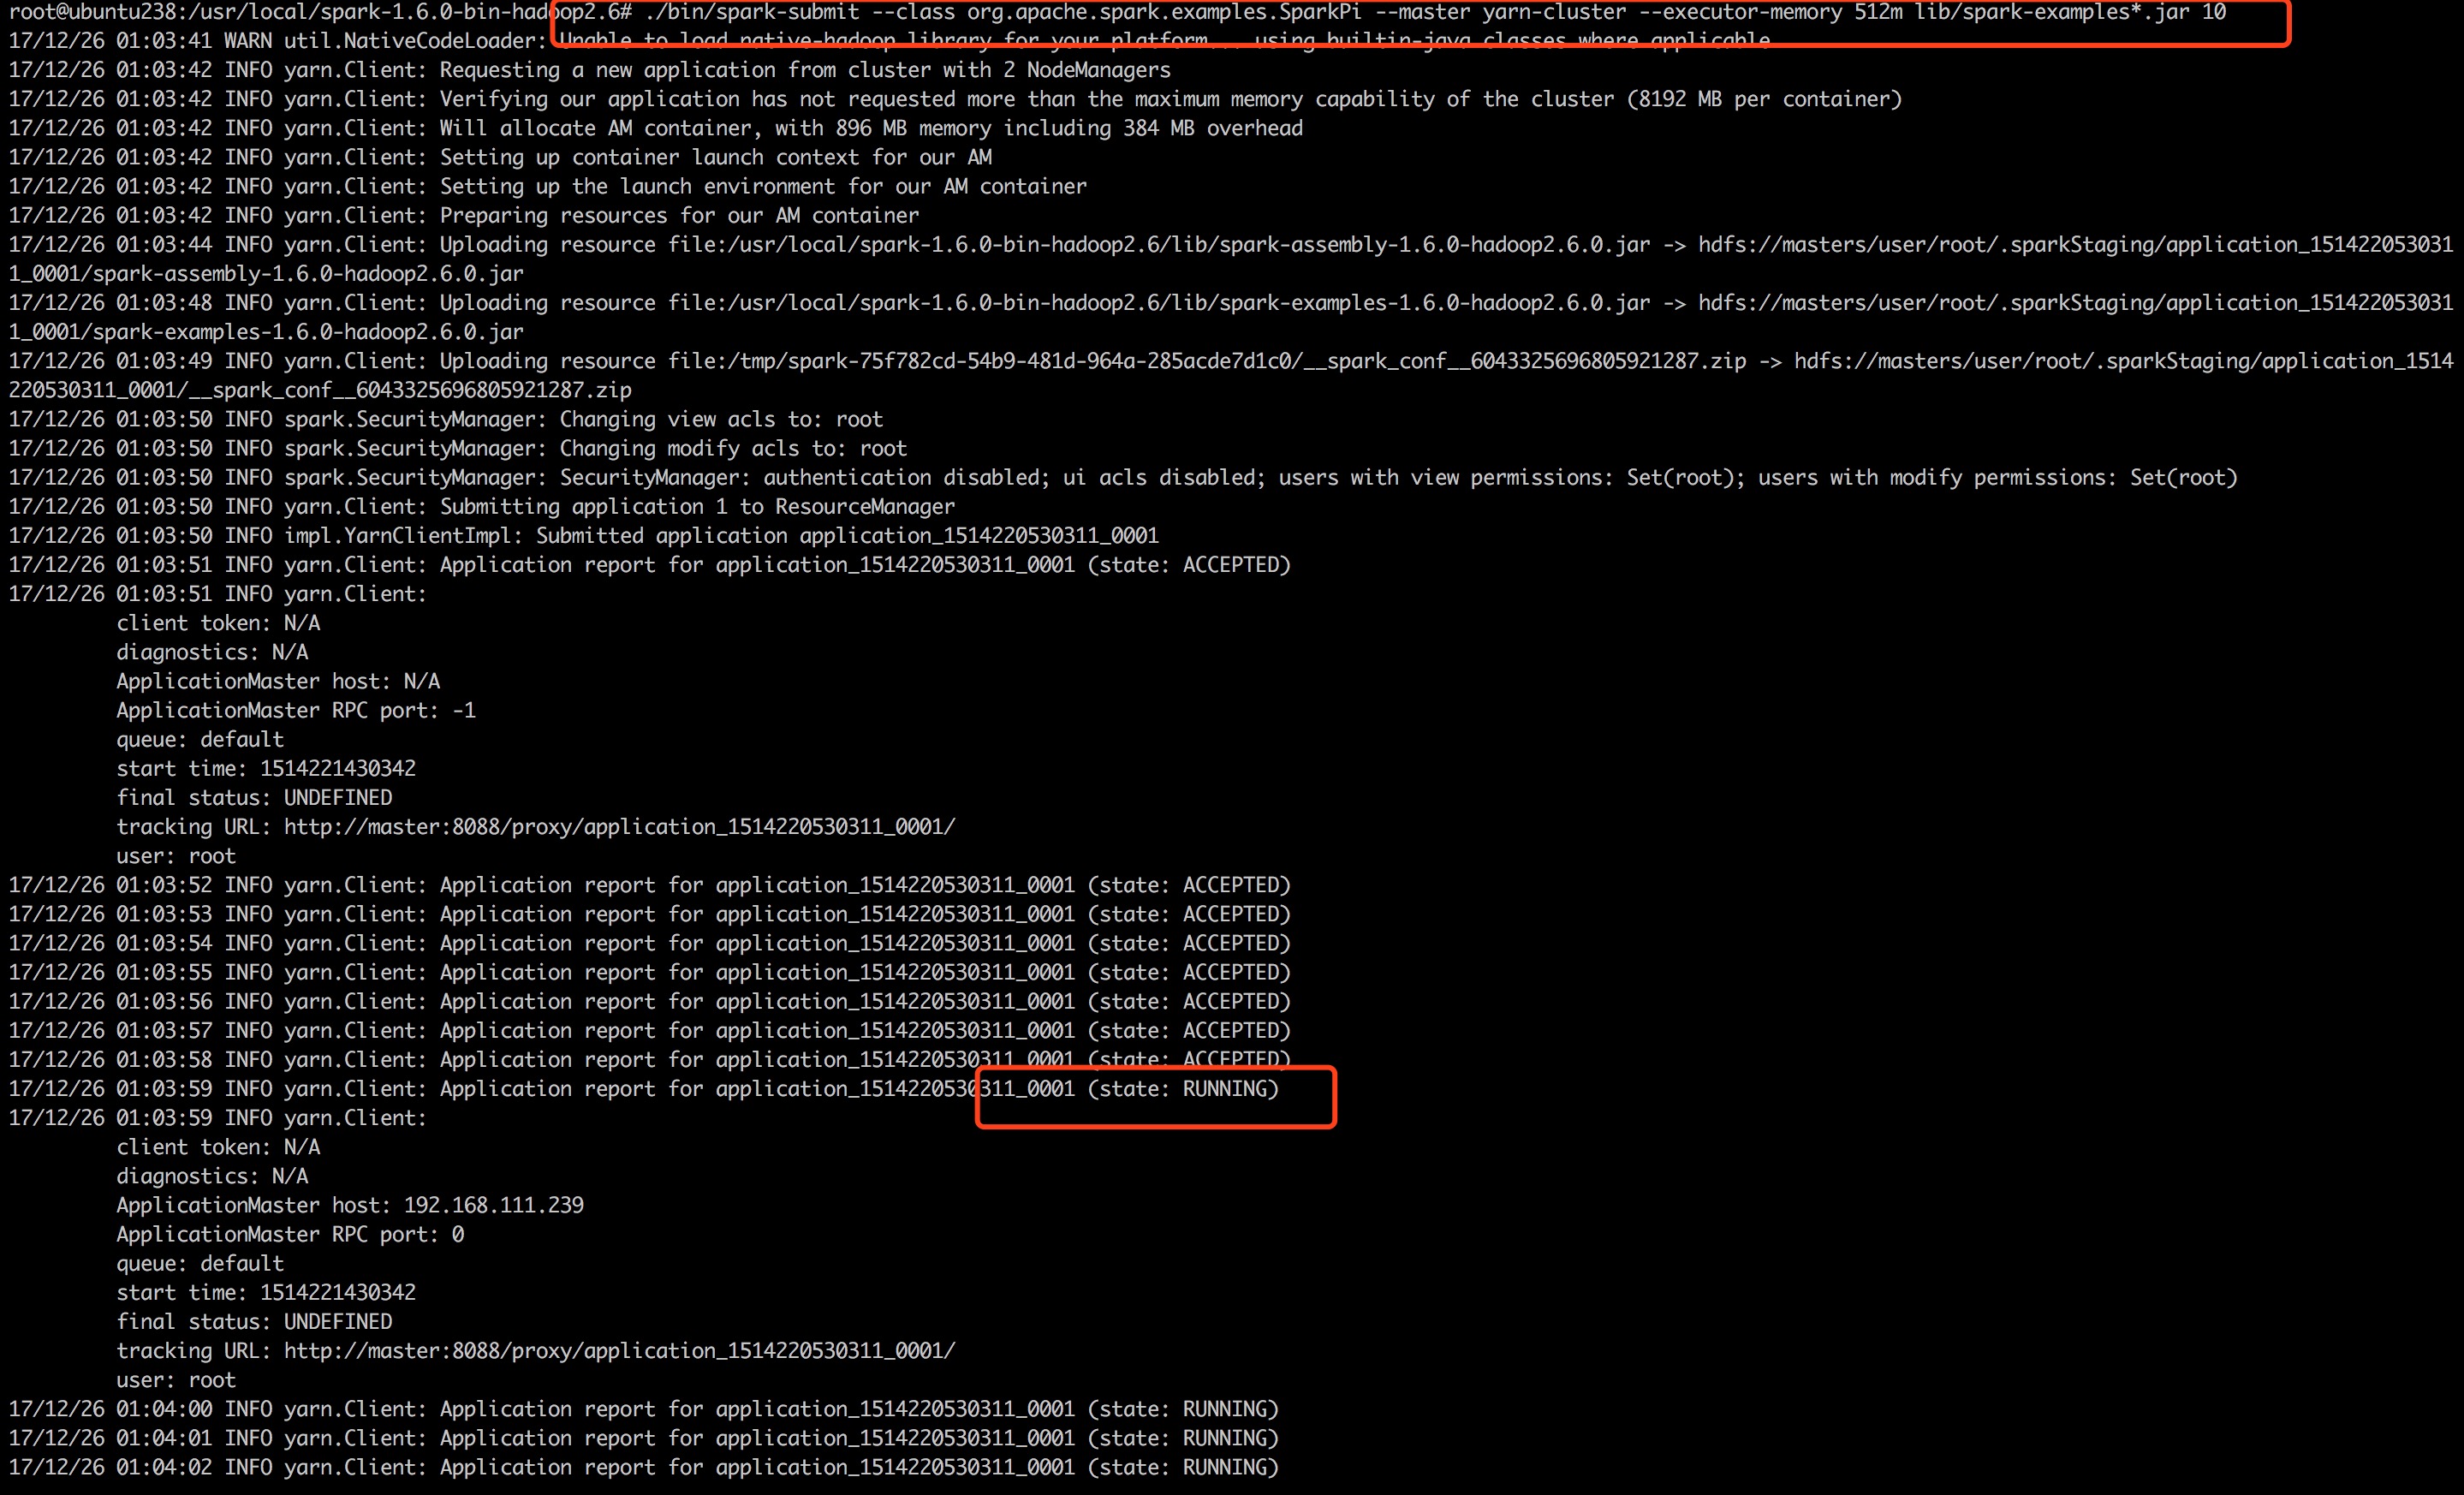 root@ubuntu238:/usr/local/spark-1.6.0-bin-hadoop2.6# ./bin/spark-submit --class org.apache.spark.examples.SparkPi --master yarn-cluster --executor-memory 512m lib/spark-examples*.jar 10
17/12/26 01:03:41 WARN util.NativeCodeLoader: Unable to load native-hadoop library for your platform... using builtin-java classes where applicable
17/12/26 01:03:42 INFO yarn.Client: Requesting a new application from cluster with 2 NodeManagers
17/12/26 01:03:42 INFO yarn.Client: Verifying our application has not requested more than the maximum memory capability of the cluster (8192 MB per container)
17/12/26 01:03:42 INFO yarn.Client: Will allocate AM container, with 896 MB memory including 384 MB overhead
17/12/26 01:03:42 INFO yarn.Client: Setting up container launch context for our AM
17/12/26 01:03:42 INFO yarn.Client: Setting up the launch environment for our AM container
17/12/26 01:03:42 INFO yarn.Client: Preparing resources for our AM container
17/12/26 01:03:44 INFO yarn.Client: Uploading resource file:/usr/local/spark-1.6.0-bin-hadoop2.6/lib/spark-assembly-1.6.0-hadoop2.6.0.jar -> hdfs://masters/user/root/.sparkStaging/application_151422053031
1_0001/spark-assembly-1.6.0-hadoop2.6.0.jar
17/12/26 01:03:48 INFO yarn.Client: Uploading resource file:/usr/local/spark-1.6.0-bin-hadoop2.6/lib/spark-examples-1.6.0-hadoop2.6.0.jar -> hdfs://masters/user/root/.sparkStaging/application_151422053031
1_0001/spark-examples-1.6.0-hadoop2.6.0.jar
17/12/26 01:03:49 INFO yarn.Client: Uploading resource file:/tmp/spark-75f782cd-54b9-481d-964a-285acde7d1c0/__spark_conf__6043325696805921287.zip -> hdfs://masters/user/root/.sparkStaging/application_1514
220530311_0001/__spark_conf__6043325696805921287.zip
17/12/26 01:03:50 INFO spark.SecurityManager: Changing view acls to: root
17/12/26 01:03:50 INFO spark.SecurityManager: Changing modify acls to: root
17/12/26 01:03:50 INFO spark.SecurityManager: SecurityManager: authentication disabled; ui acls disabled; users with view permissions: Set(root); users with modify permissions: Set(root)
17/12/26 01:03:50 INFO yarn.Client: Submitting application 1 to ResourceManager
17/12/26 01:03:50 INFO impl.YarnClientImpl: Submitted application application_1514220530311_0001
17/12/26 01:03:51 INFO yarn.Client: Application report for application_1514220530311_0001 (state: ACCEPTED)
17/12/26 01:03:51 INFO yarn.Client:
client token: N/A
diagnostics: N/A
ApplicationMaster host: N/A
ApplicationMaster RPC port: -1
queue: default
start time: 1514221430342
final status: UNDEFINED
tracking URL: http://master:8088/proxy/application_1514220530311_0001/
user: root
17/12/26 01:03:52 INFO yarn.Client: Application report for application_1514220530311_0001 (state: ACCEPTED)
17/12/26 01:03:53 INFO yarn.Client: Application report for application_1514220530311_0001 (state: ACCEPTED)
17/12/26 01:03:54 INFO yarn.Client: Application report for application_1514220530311_0001 (state: ACCEPTED)
17/12/26 01:03:55 INFO yarn.Client: Application report for application_1514220530311_0001 (state: ACCEPTED)
17/12/26 01:03:56 INFO yarn.Client: Application report for application_1514220530311_0001 (state: ACCEPTED)
17/12/26 01:03:57 INFO yarn.Client: Application report for application_1514220530311_0001 (state: ACCEPTED)
17/12/26 01:03:58 INFO yarn.Client: Application report for application_1514220530311_0001 (state: ACCEPTED)
17/12/26 01:03:59 INFO yarn.Client: Application report for application_1514220530311_0001 (state: RUNNING)
17/12/26 01:03:59 INFO yarn.Client:
client token: N/A
diagnostics: N/A
ApplicationMaster host: 192.168.111.239
ApplicationMaster RPC port: 0
queue: default
start time: 1514221430342
final status: UNDEFINED
tracking URL: http://master:8088/proxy/application_1514220530311_0001/
user: root
17/12/26 01:04:00 INFO yarn.Client: Application report for application_1514220530311_0001 (state: RUNNING)
17/12/26 01:04:01 INFO yarn.Client: Application report for application_1514220530311_0001 (state: RUNNING)
17/12/26 01:04:02 INFO yarn.Client: Application report for application_1514220530311_0001 (state: RUNNING)